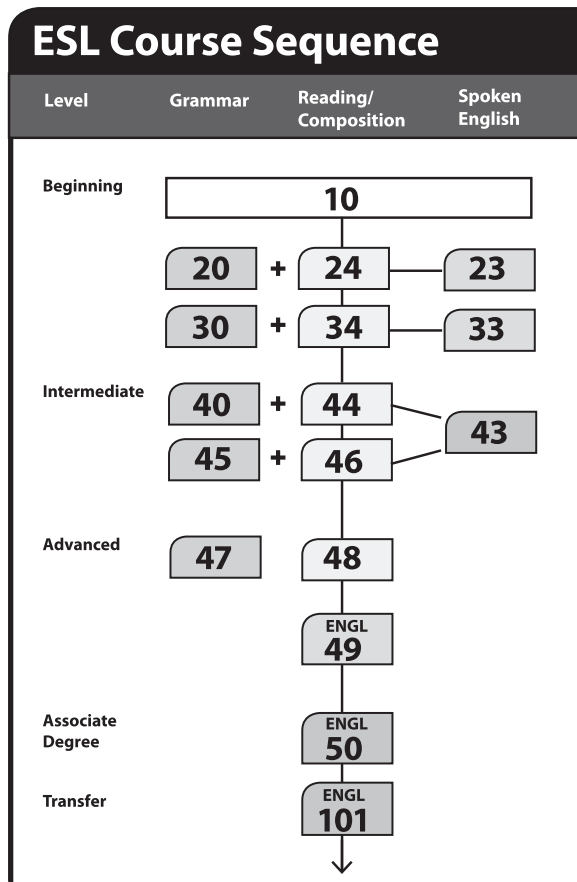 ESL Course Sequence
Level Grammar Reading/ Spoken
Composition English
Beginning
10
20 + 24 23
30 + 34 33
Intermediate
40 + 44
43
45 + 46
Advanced
47 48
ENGL
49
Associate
Degree
ENGL
50
Transfer
ENGL
101